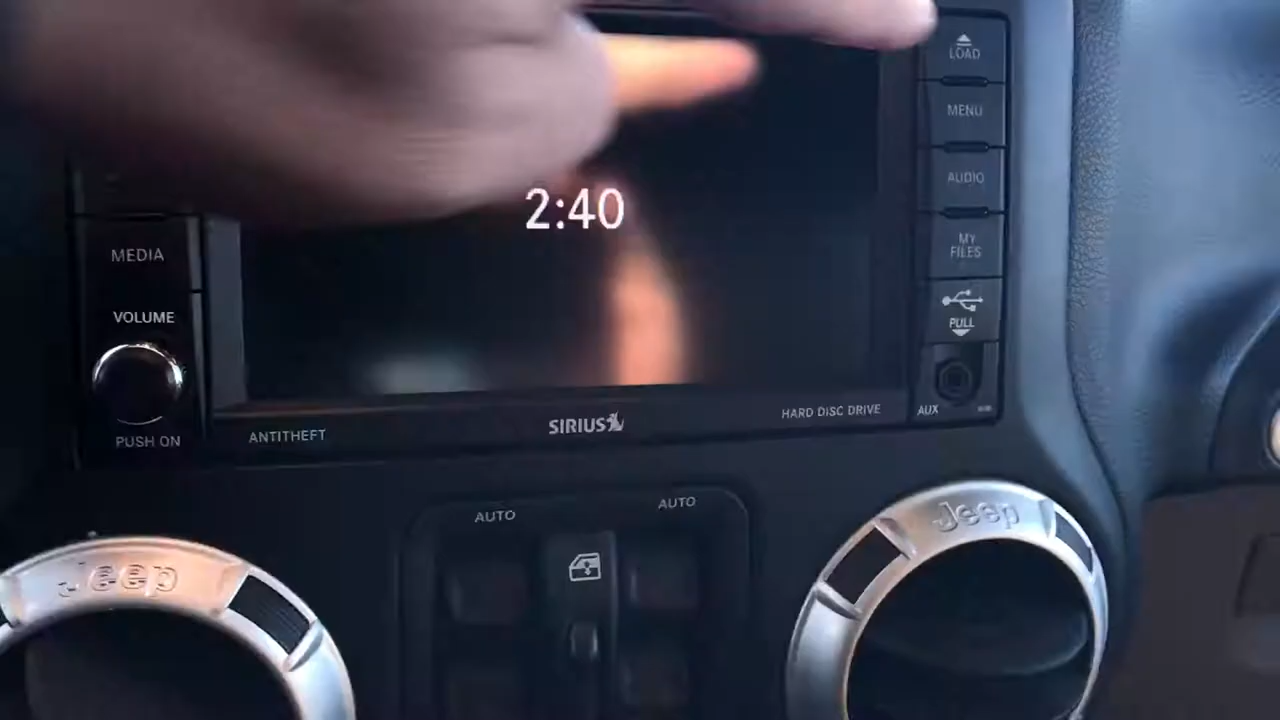 LOAD
MENU
2:40
AUDIO
MY
FILES
MEDIA
VOLUME
PULL
PUSH ON
ANTITHEFT
SIRIUS
HARD DISC DRIVE
AUX
AUTO
AUTO
Jeep
Jeep